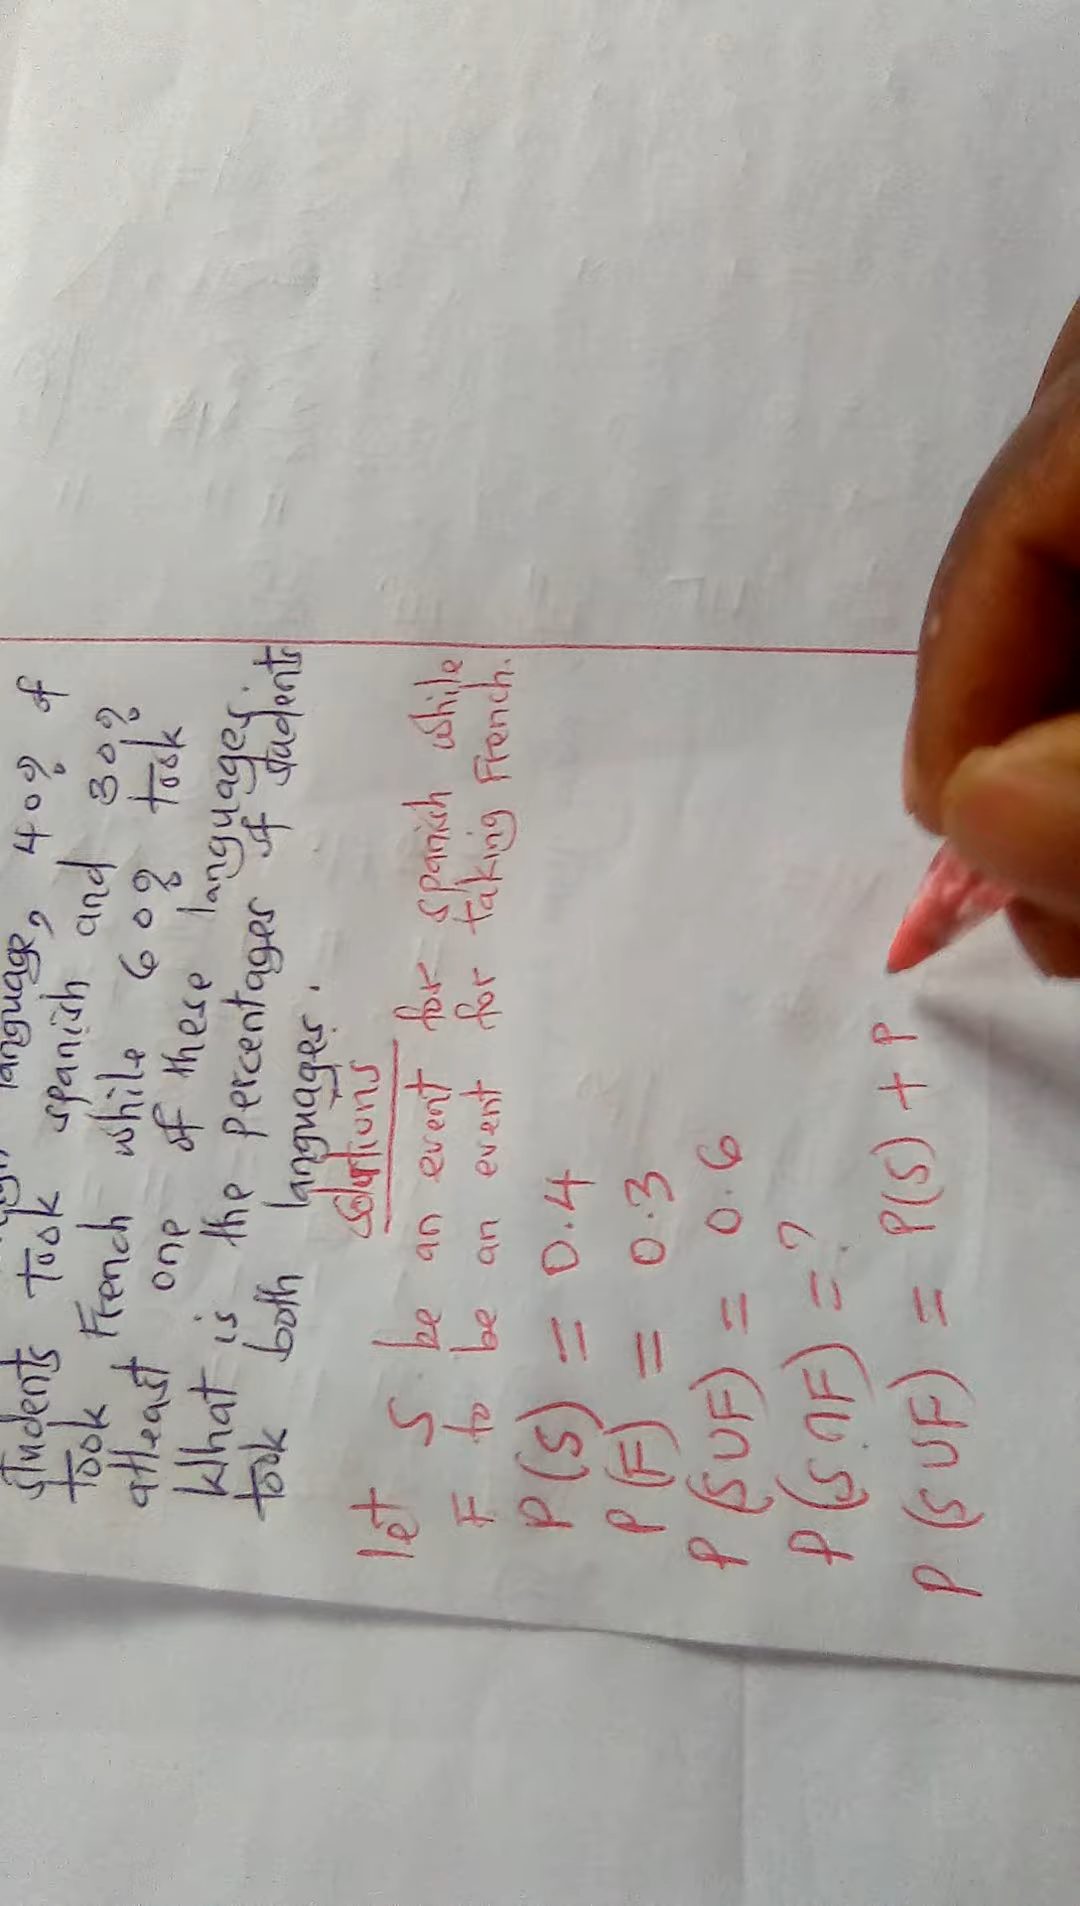 language, 40% of
students took spanish and 30%
took French while 60% took
atleast one of these languages.
What is the percentages of students
took both languages.
solutions
let S be an event for spanish while
F to be an event for taking French.
P(S) = 0.4
P(F) = 0.3
P(SUF) = 0.6
P(S∩F) = ?
P(SUF) = P(S) + P